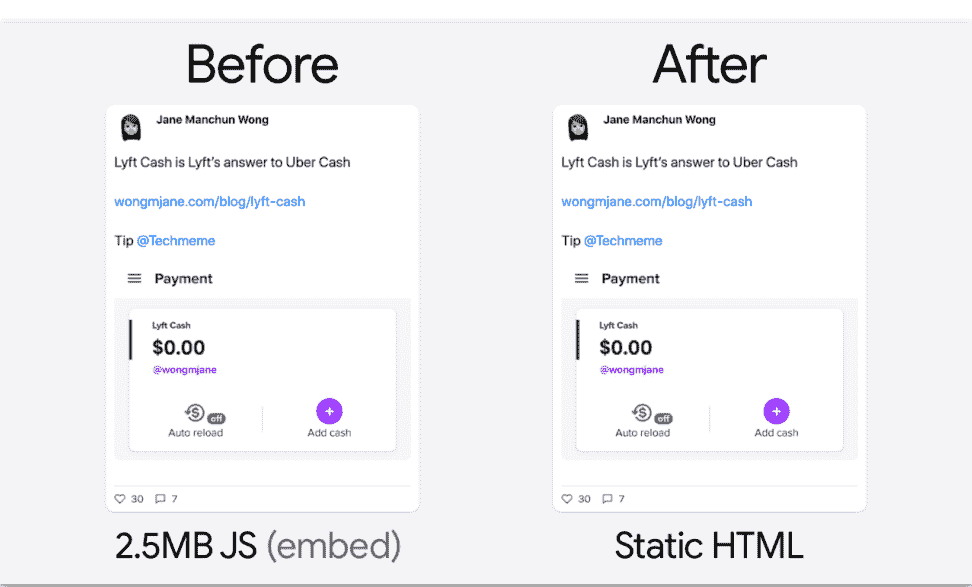 Before
Jane Manchun Wong
Lyft Cash is Lyft's answer to Uber Cash
wongmjane.com/blog/lyft-cash
Tip @Techmeme
Payment
Lyft Cash
$0.00
@wongmjane
off
Auto reload
Add cash
30 7
2.5MB JS (embed)
After
Jane Manchun Wong
Lyft Cash is Lyft's answer to Uber Cash
wongmjane.com/blog/lyft-cash
Tip @Techmeme
Payment
Lyft Cash
$0.00
@wongmjane
off
Auto reload
Add cash
30 7
Static HTML